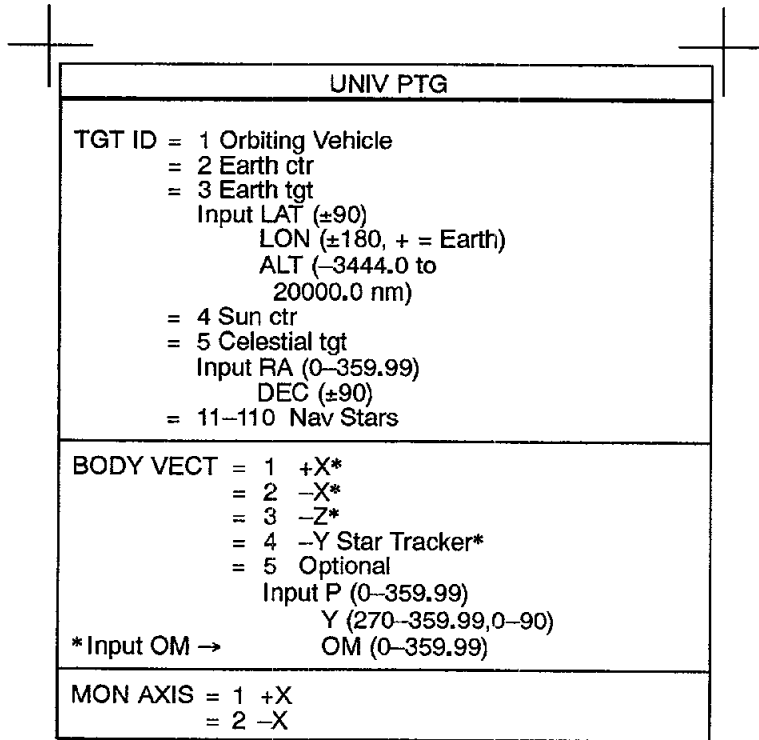 UNIV PTG
TGT ID = 1 Orbiting Vehicle
= 2 Earth ctr
= 3 Earth tgt
Input LAT (±90)
LON (±180, + = Earth)
ALT (–3444.0 to
20000.0 nm)
= 4 Sun ctr
= 5 Celestial tgt
Input RA (0–359.99)
DEC (±90)
= 11–110 Nav Stars
BODY VECT = 1 +X*
= 2 –X*
= 3 –Z*
= 4 –Y Star Tracker*
= 5 Optional
Input P (0–359.99)
Y (270–359.99,0–90)
*Input OM → OM (0–359.99)
MON AXIS = 1 +X
= 2 –X